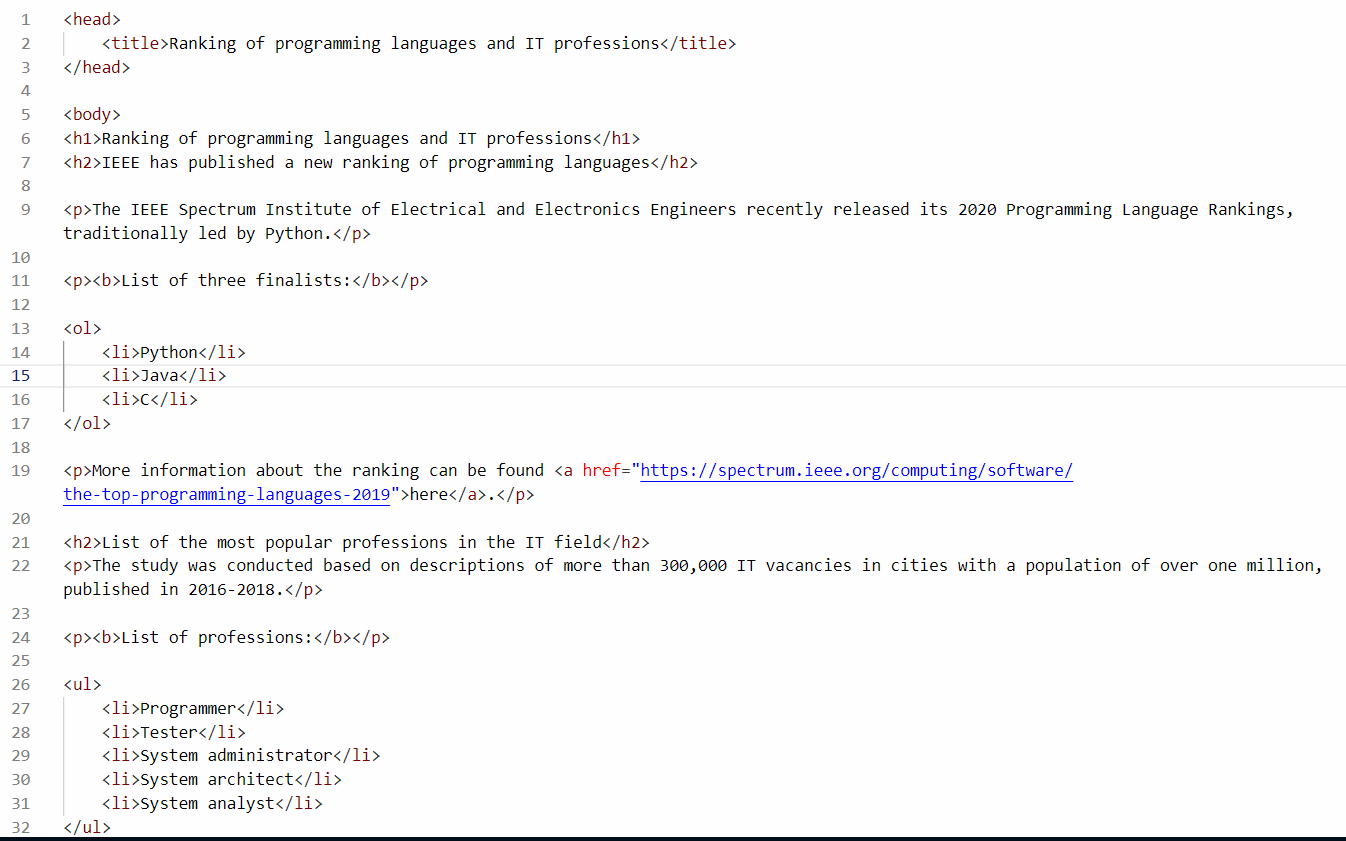 1 <head>
2 <title>Ranking of programming languages and IT professions</title>
3 </head>
4
5 <body>
6 <h1>Ranking of programming languages and IT professions</h1>
7 <h2>IEEE has published a new ranking of programming languages</h2>
8
9 <p>The IEEE Spectrum Institute of Electrical and Electronics Engineers recently released its 2020 Programming Language Rankings,
traditionally led by Python.</p>
10
11 <p><b>List of three finalists:</b></p>
12
13 <ol>
14 <li>Python</li>
15 <li>Java</li>
16 <li>C</li>
17 </ol>
18
19 <p>More information about the ranking can be found <a href="https://spectrum.ieee.org/computing/software/
the-top-programming-languages-2019">here</a>.</p>
20
21 <h2>List of the most popular professions in the IT field</h2>
22 <p>The study was conducted based on descriptions of more than 300,000 IT vacancies in cities with a population of over one million,
published in 2016-2018.</p>
23
24 <p><b>List of professions:</b></p>
25
26 <ul>
27 <li>Programmer</li>
28 <li>Tester</li>
29 <li>System administrator</li>
30 <li>System architect</li>
31 <li>System analyst</li>
32 </ul>